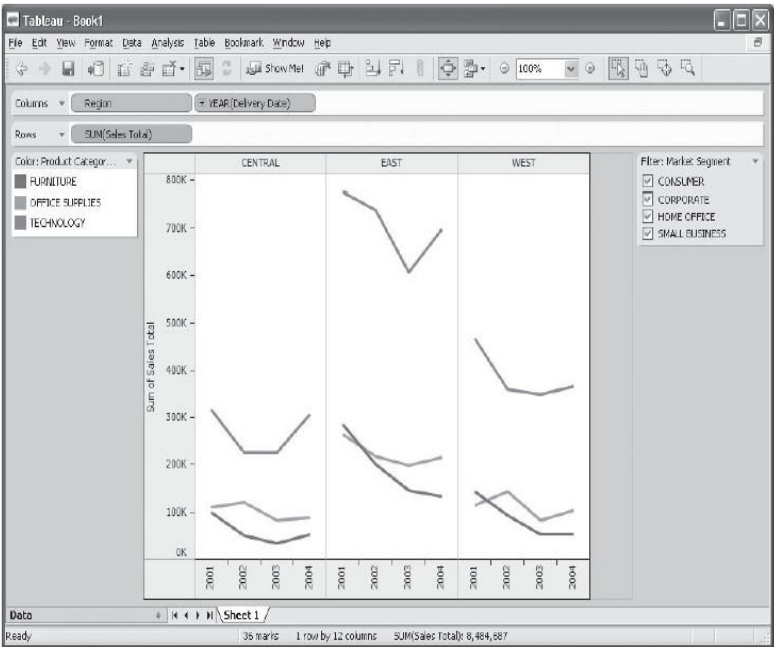 Tableau - Book1
File Edit View Format Data Analysis Table Bookmark Window Help
Show Me! 100%
Columns Region YEAR(Delivery Date)
Rows SUM(Sales Total)
Color: Product Categor...
FURNITURE
OFFICE SUPPLIES
TECHNOLOGY
CENTRAL EAST WEST
Sum of Sales Total
800K
700K
600K
500K
400K
300K
200K
100K
0K
2001 2002 2003 2004 2001 2002 2003 2004 2001 2002 2003 2004
Filter: Market Segment
CONSUMER
CORPORATE
HOME OFFICE
SMALL BUSINESS
Data Sheet 1
Ready 36 marks 1 row by 12 columns SUM(Sales Total): 8,484,687